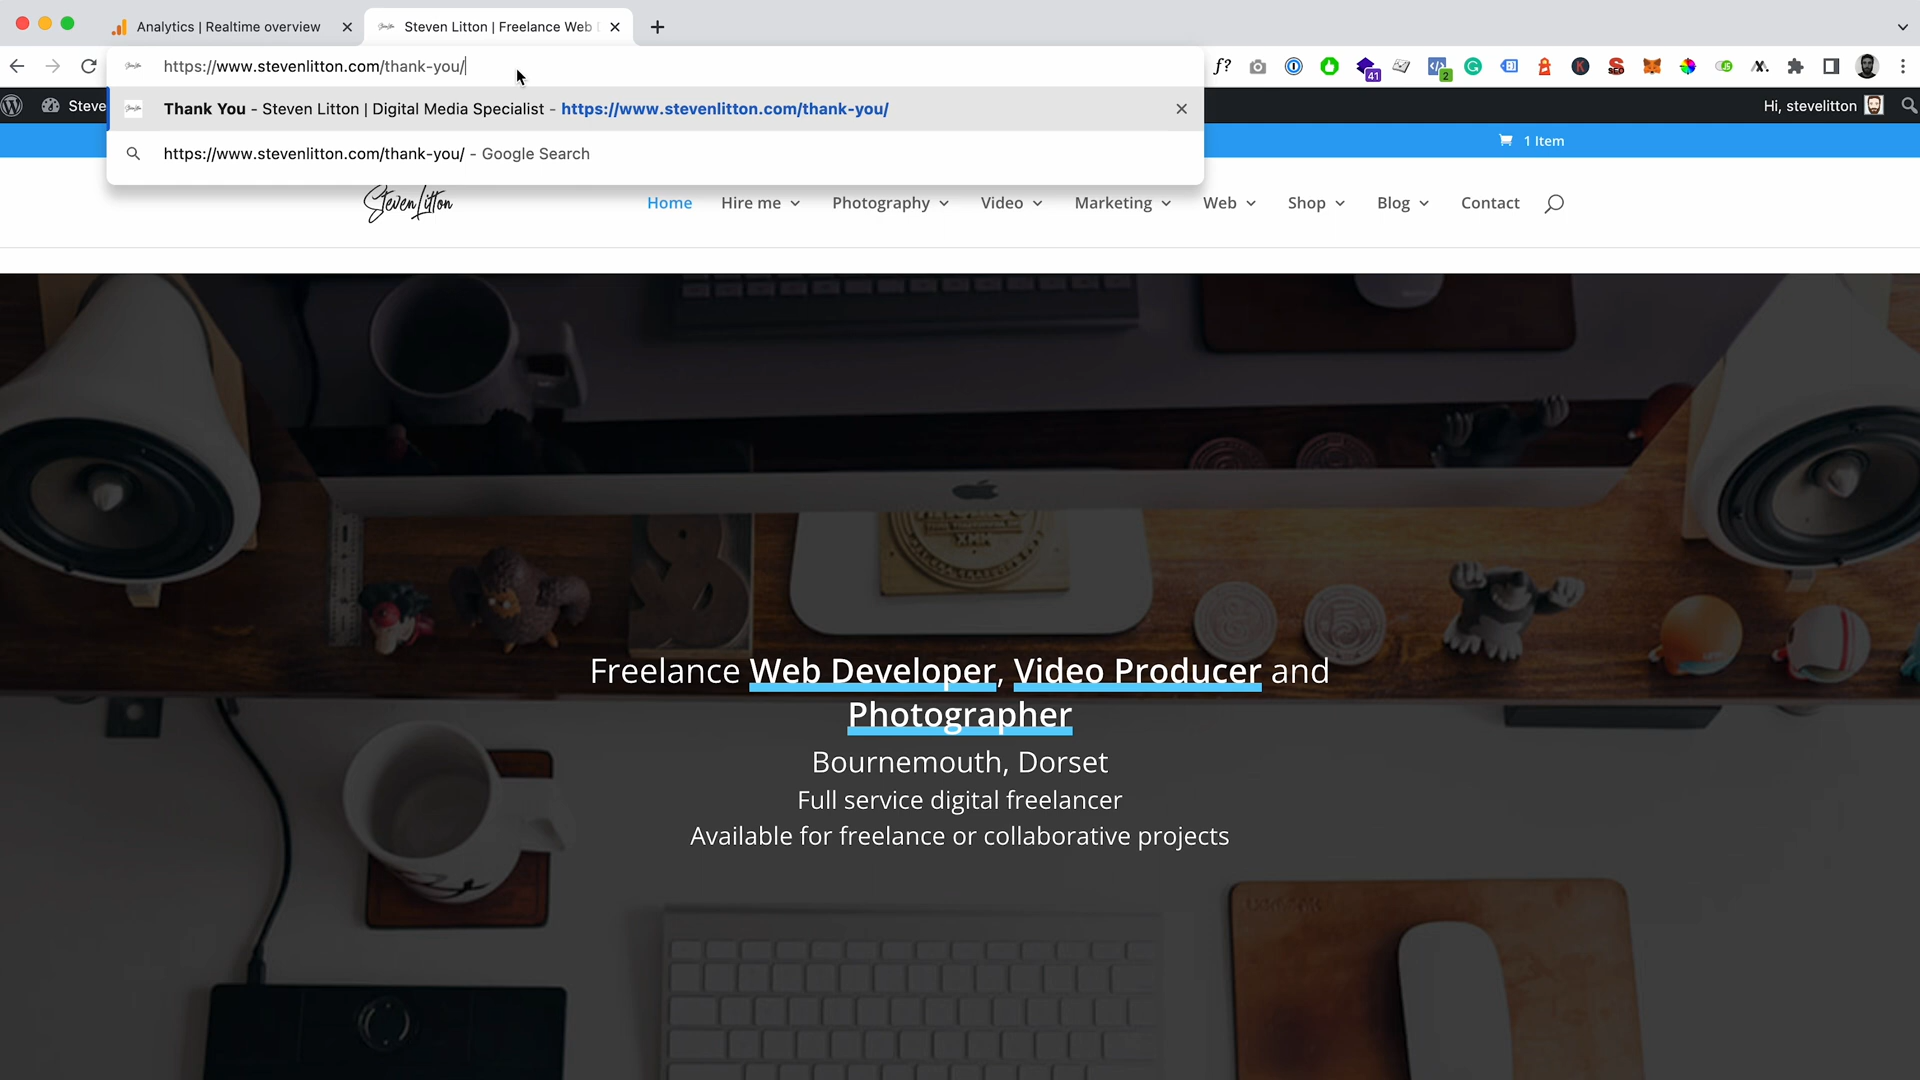 Analytics | Realtime overview
Steven Litton | Freelance Web
https://www.stevenlitton.com/thank-you/
f?
41
2
SEO
Thank You - Steven Litton | Digital Media Specialist - https://www.stevenlitton.com/thank-you/
https://www.stevenlitton.com/thank-you/ - Google Search
Steve
Hi, stevelitton
1 Item
Steven Litton
Home
Hire me
Photography
Video
Marketing
Web
Shop
Blog
Contact
Freelance Web Developer, Video Producer and
Photographer
Bournemouth, Dorset
Full service digital freelancer
Available for freelance or collaborative projects